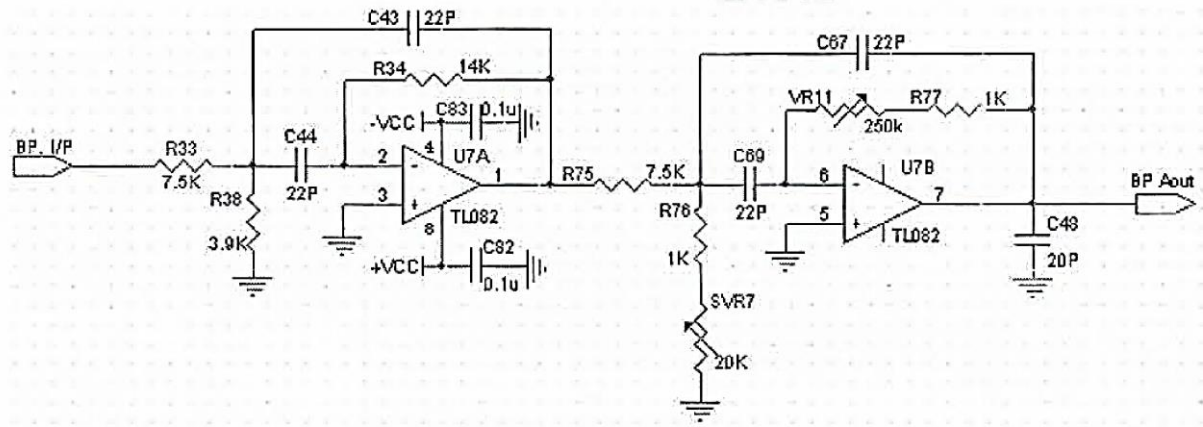 C43 22P
R34 14K
C83 0.1u
-VCC
4
U7A
BP. I/P
R33
7.5K
C44
22P
2
-
1
3
+
TL082
8
R38
3.9K
C82
+VCC
0.1u
C67 22P
VR11
250k
R77
1K
R75
7.5K
C69
22P
6
-
U7B
7
5
+
TL082
BP Aout
R76
1K
C48
20P
SVR7
20K